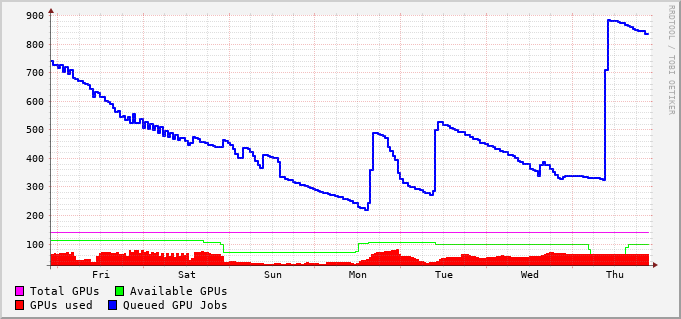 900
800
700
600
500
400
300
200
100
Fri Sat Sun Mon Tue Wed Thu
Total GPUs Available GPUs
GPUs used Queued GPU Jobs
RRDTOOL / TOBI OETIKER